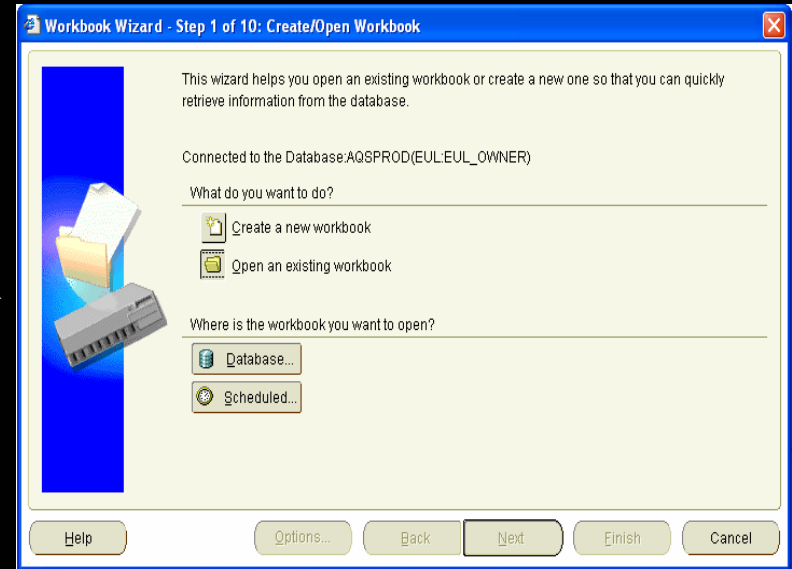 Workbook Wizard - Step 1 of 10: Create/Open Workbook
This wizard helps you open an existing workbook or create a new one so that you can quickly
retrieve information from the database.
Connected to the Database:AQSPROD(EUL:EUL_OWNER)
What do you want to do?
Create a new workbook
Open an existing workbook
Where is the workbook you want to open?
Database...
Scheduled...
Help
Options...
Back
Next
Finish
Cancel